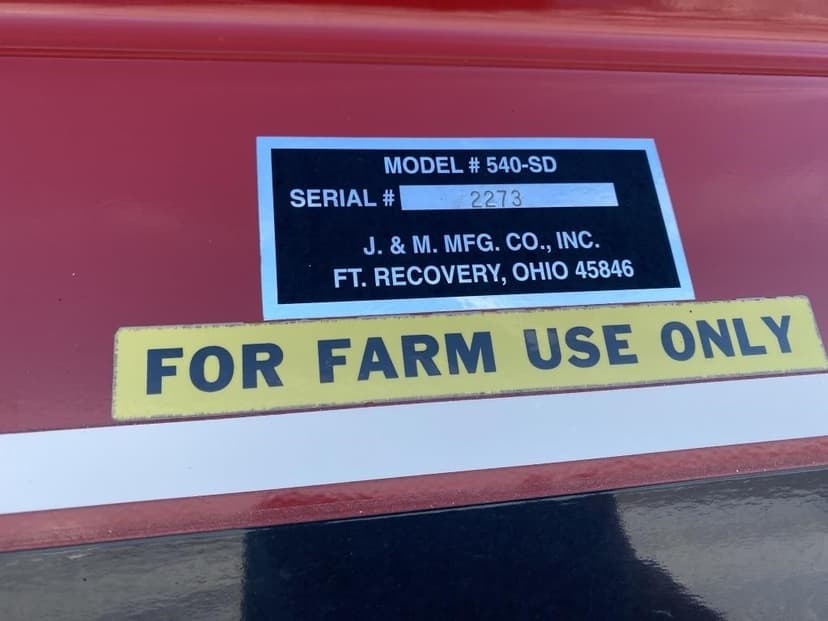 MODEL # 540-SD
SERIAL # 2273
J. & M. MFG. CO., INC.
FT. RECOVERY, OHIO 45846
FOR FARM USE ONLY